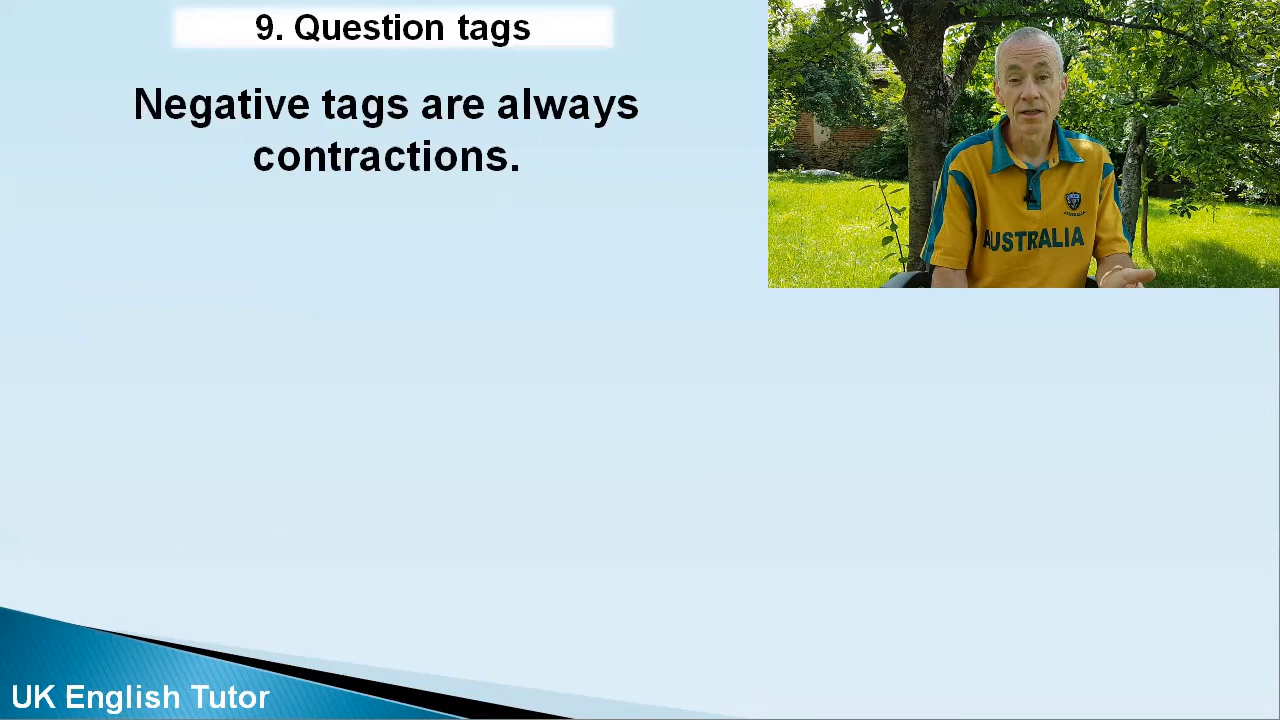 9. Question tags
Negative tags are always
contractions.
AUSTRALIA
UK English Tutor